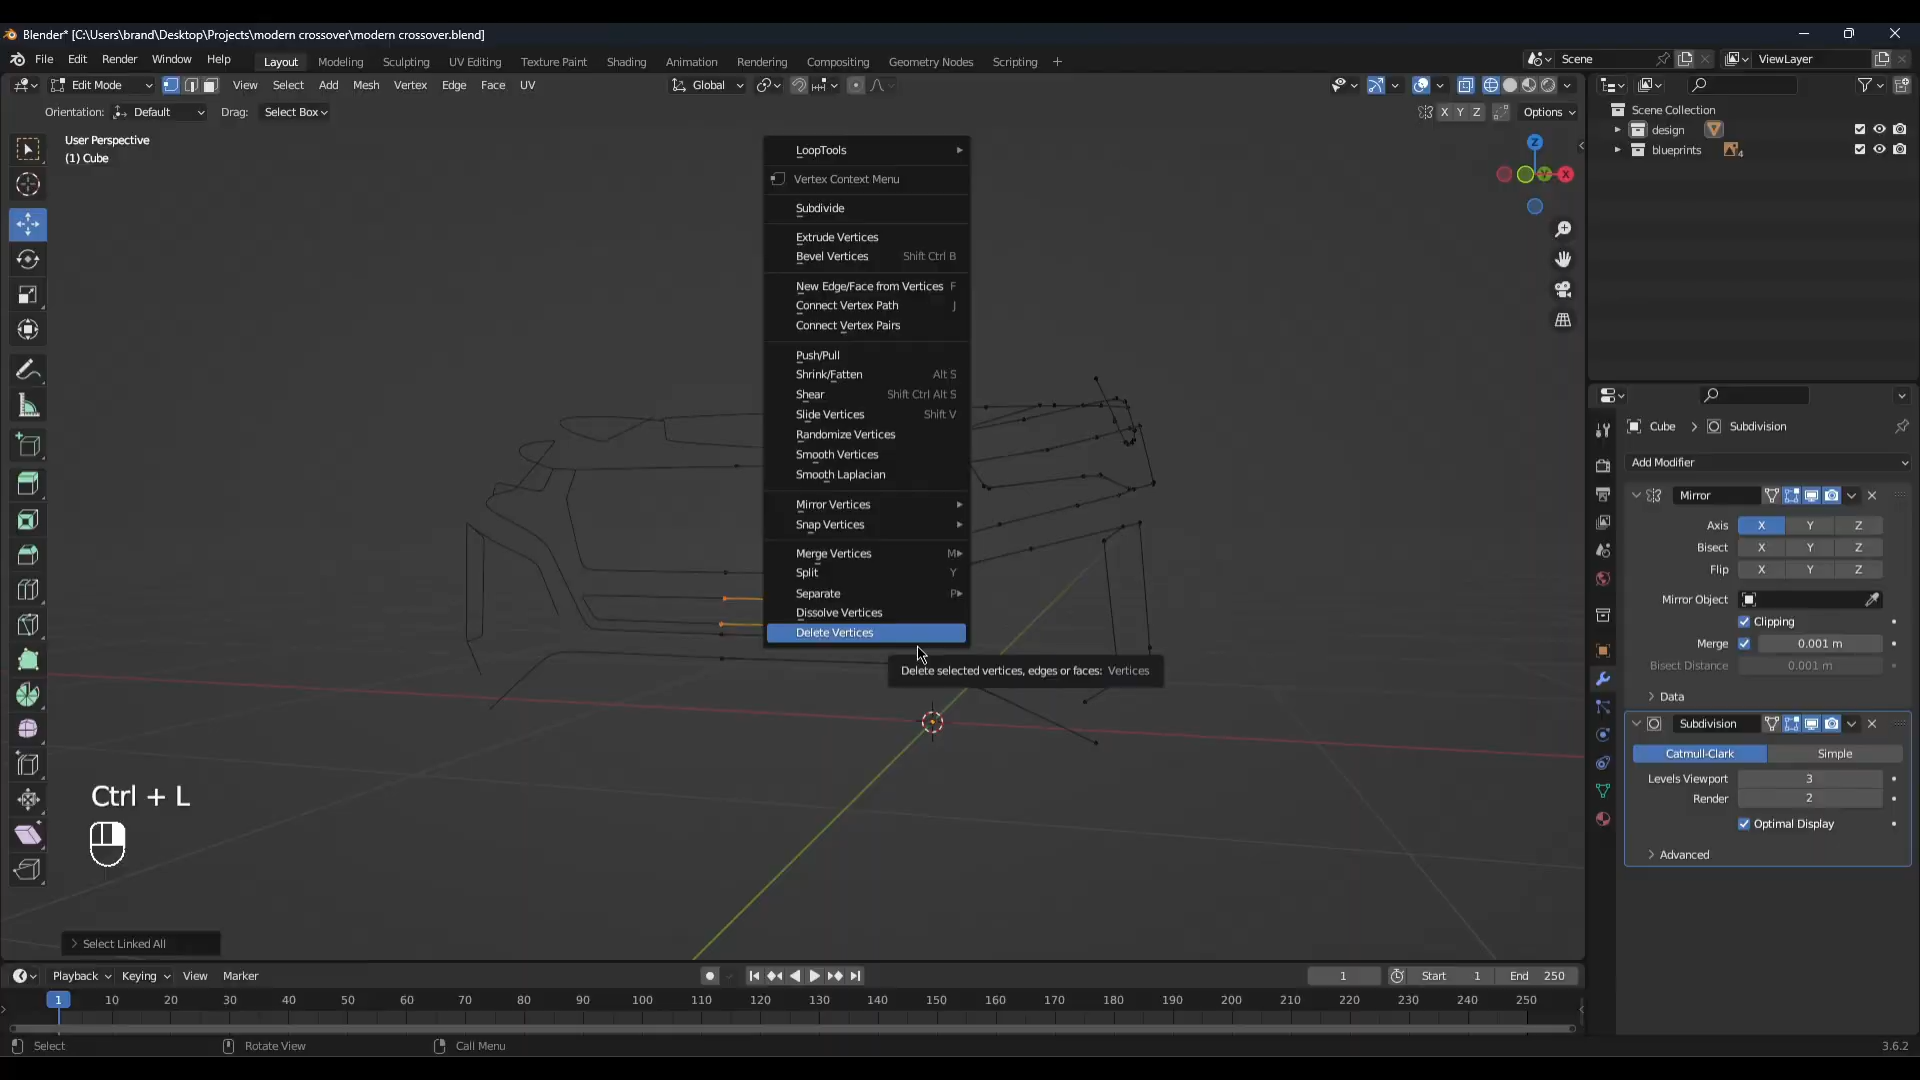 Blender* [C:\Users\brand\Desktop\Projects\modern crossover\modern crossover.blend]
File Edit Render Window Help Layout Modeling Sculpting UV Editing Texture Paint Shading Animation Rendering Compositing Geometry Nodes Scripting + Scene ViewLayer
Edit Mode View Select Add Mesh Vertex Edge Face UV Global
Orientation: Default Drag: Select Box X Y Z Options
User Perspective
(1) Cube
Z
X
LoopTools
Vertex Context Menu
Subdivide
Extrude Vertices
Bevel Vertices Shift Ctrl B
New Edge/Face from Vertices F
Connect Vertex Path J
Connect Vertex Pairs
Push/Pull
Shrink/Fatten Alt S
Shear Shift Ctrl Alt S
Slide Vertices Shift V
Randomize Vertices
Smooth Vertices
Smooth Laplacian
Mirror Vertices
Snap Vertices
Merge Vertices M
Split Y
Separate P
Dissolve Vertices
Delete Vertices
Delete selected vertices, edges or faces: Vertices
Ctrl + L
Select Linked All
Scene Collection
design
blueprints 4
Cube Subdivision
Add Modifier
Mirror
Axis X Y Z
Bisect X Y Z
Flip X Y Z
Mirror Object
Clipping
Merge 0.001 m
Bisect Distance 0.001 m
Data
Subdivision
Catmull-Clark Simple
Levels Viewport 3
Render 2
Optimal Display
Advanced
Playback Keying View Marker 1 Start 1 End 250
1 10 20 30 40 50 60 70 80 90 100 110 120 130 140 150 160 170 180 190 200 210 220 230 240 250
Select Rotate View Call Menu 3.6.2